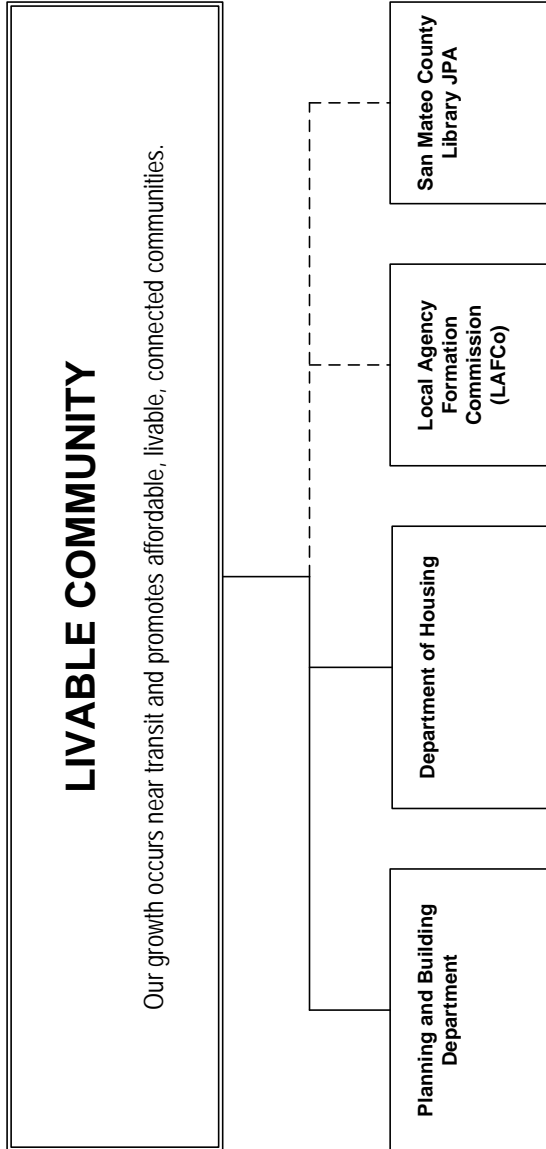 LIVABLE COMMUNITY
Our growth occurs near transit and promotes affordable, livable, connected communities.
Planning and Building
Department
Department of Housing
Local Agency
Formation
Commission
(LAFCo)
San Mateo County
Library JPA